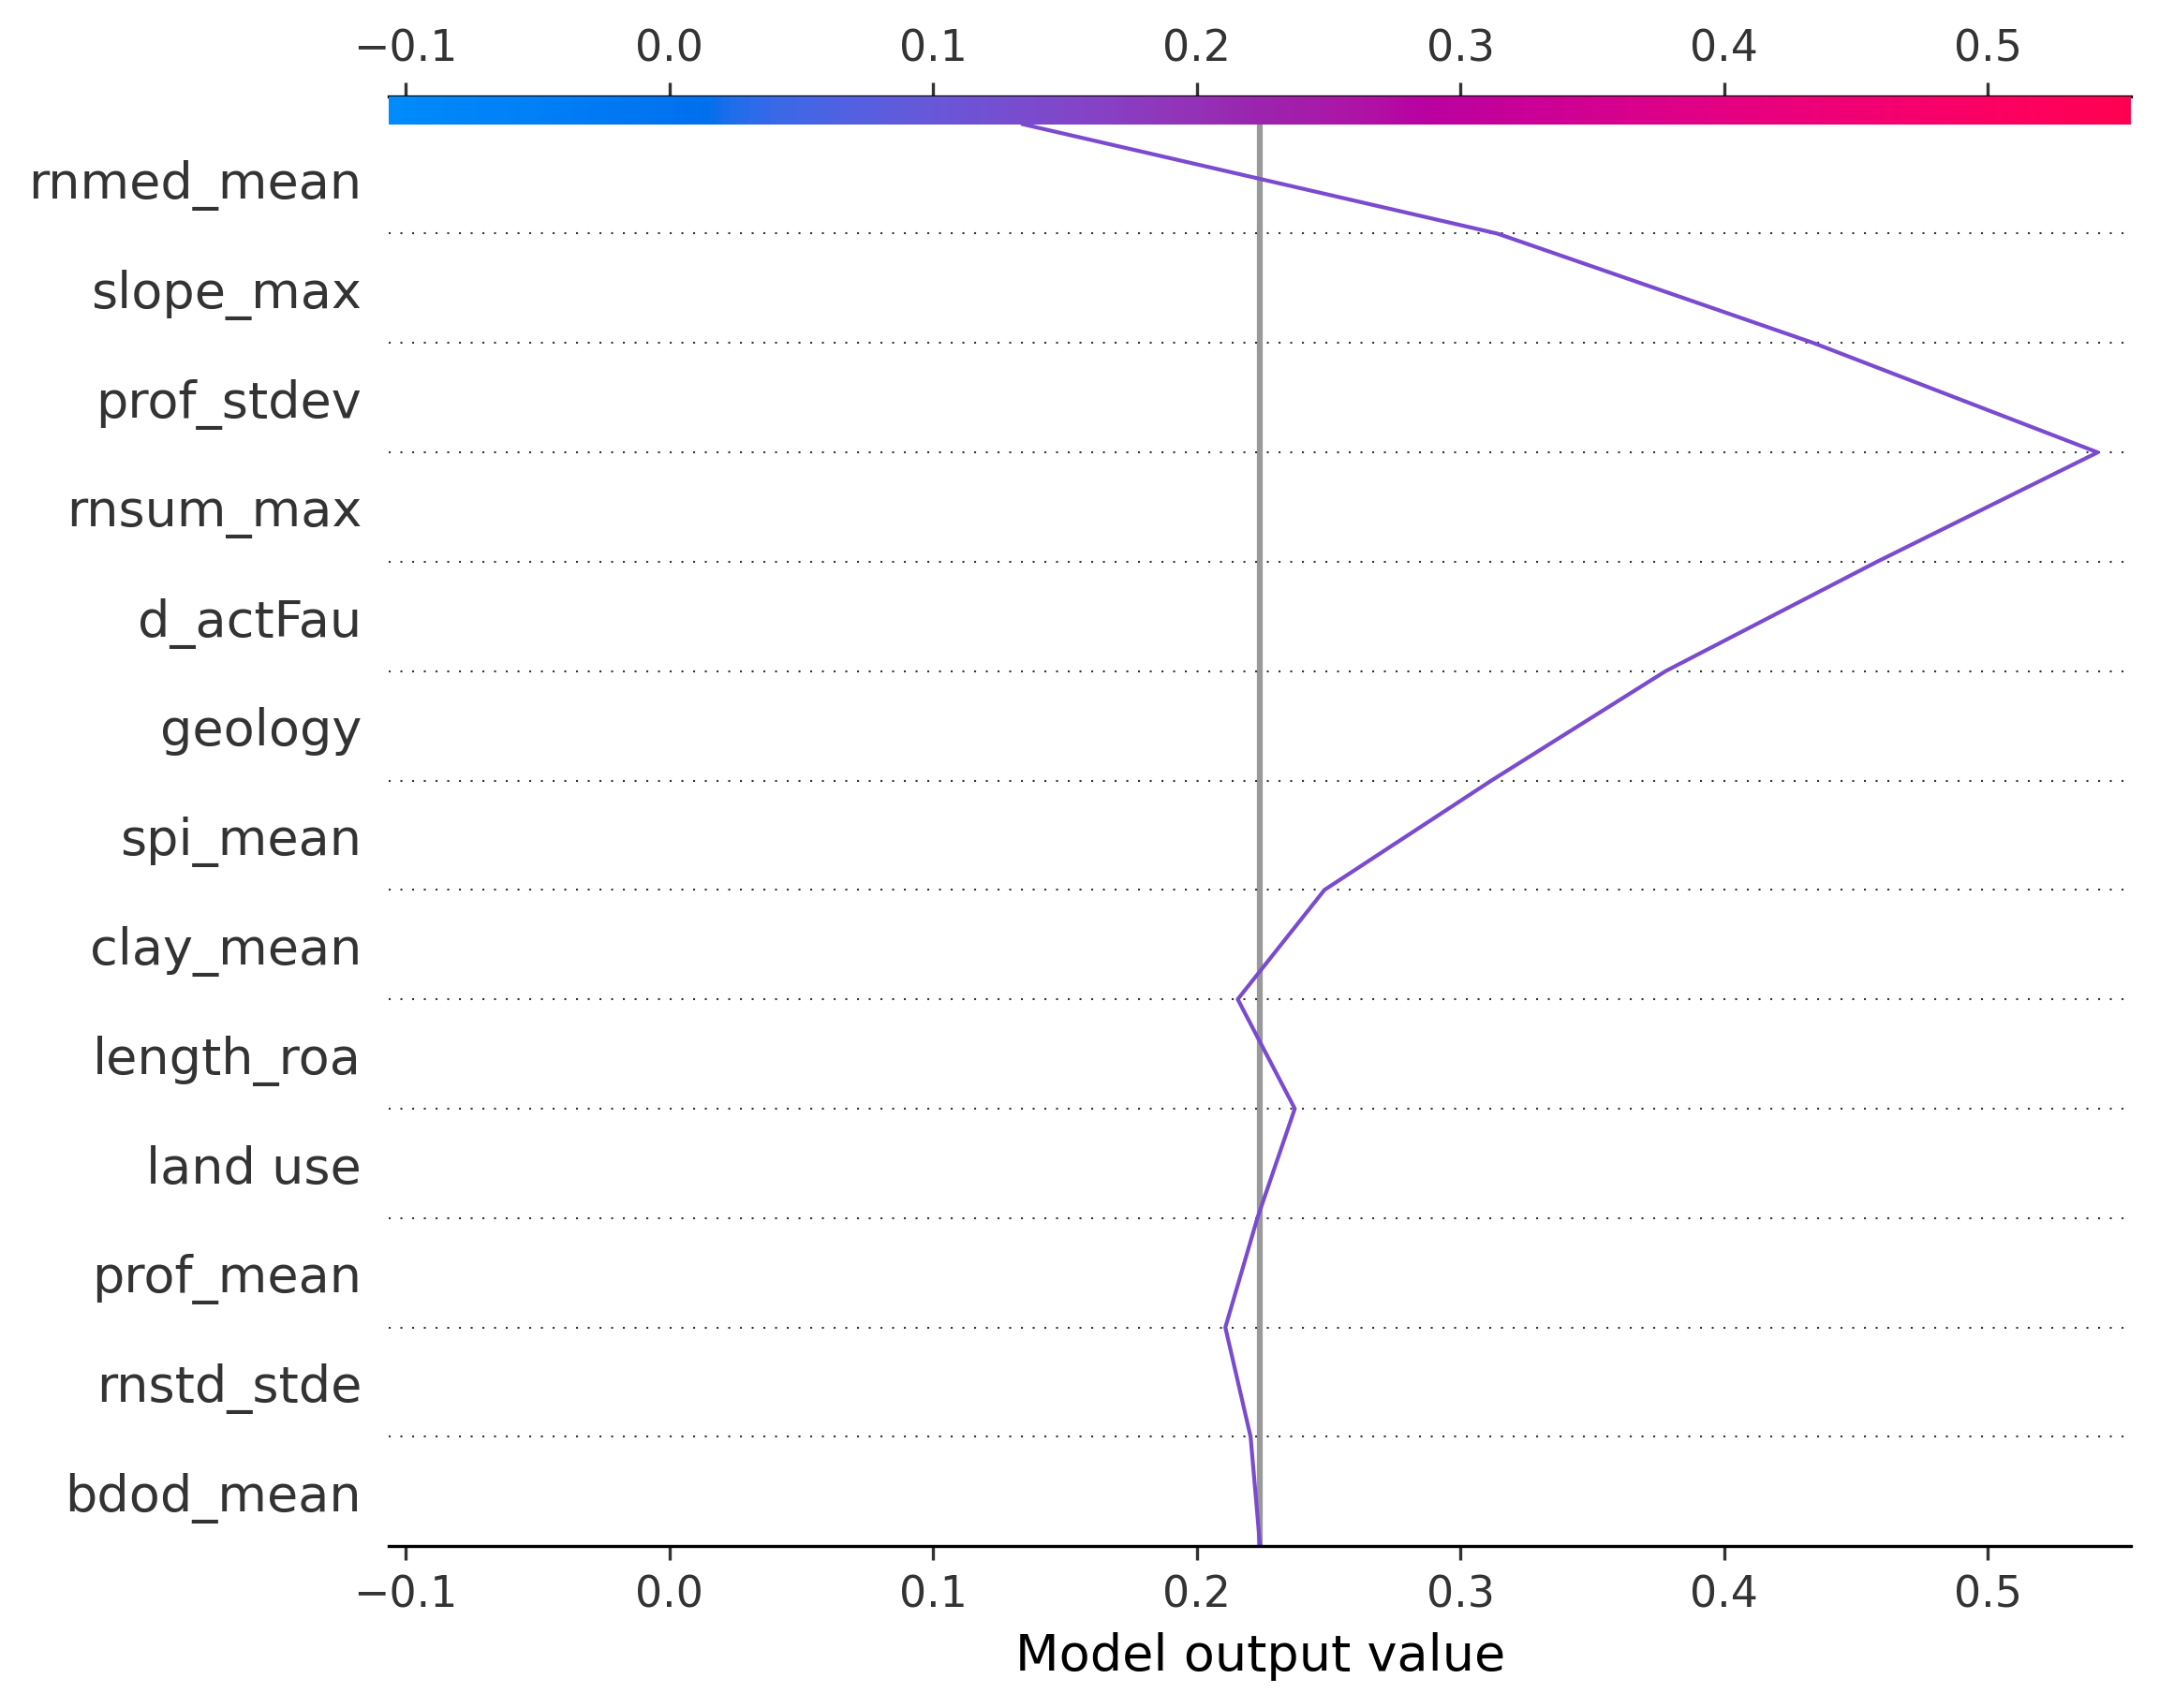 −0.1 0.0 0.1 0.2 0.3 0.4 0.5
rnmed_mean
slope_max
prof_stdev
rnsum_max
d_actFau
geology
spi_mean
clay_mean
length_roa
land use
prof_mean
rnstd_stde
bdod_mean
−0.1 0.0 0.1 0.2 0.3 0.4 0.5
Model output value